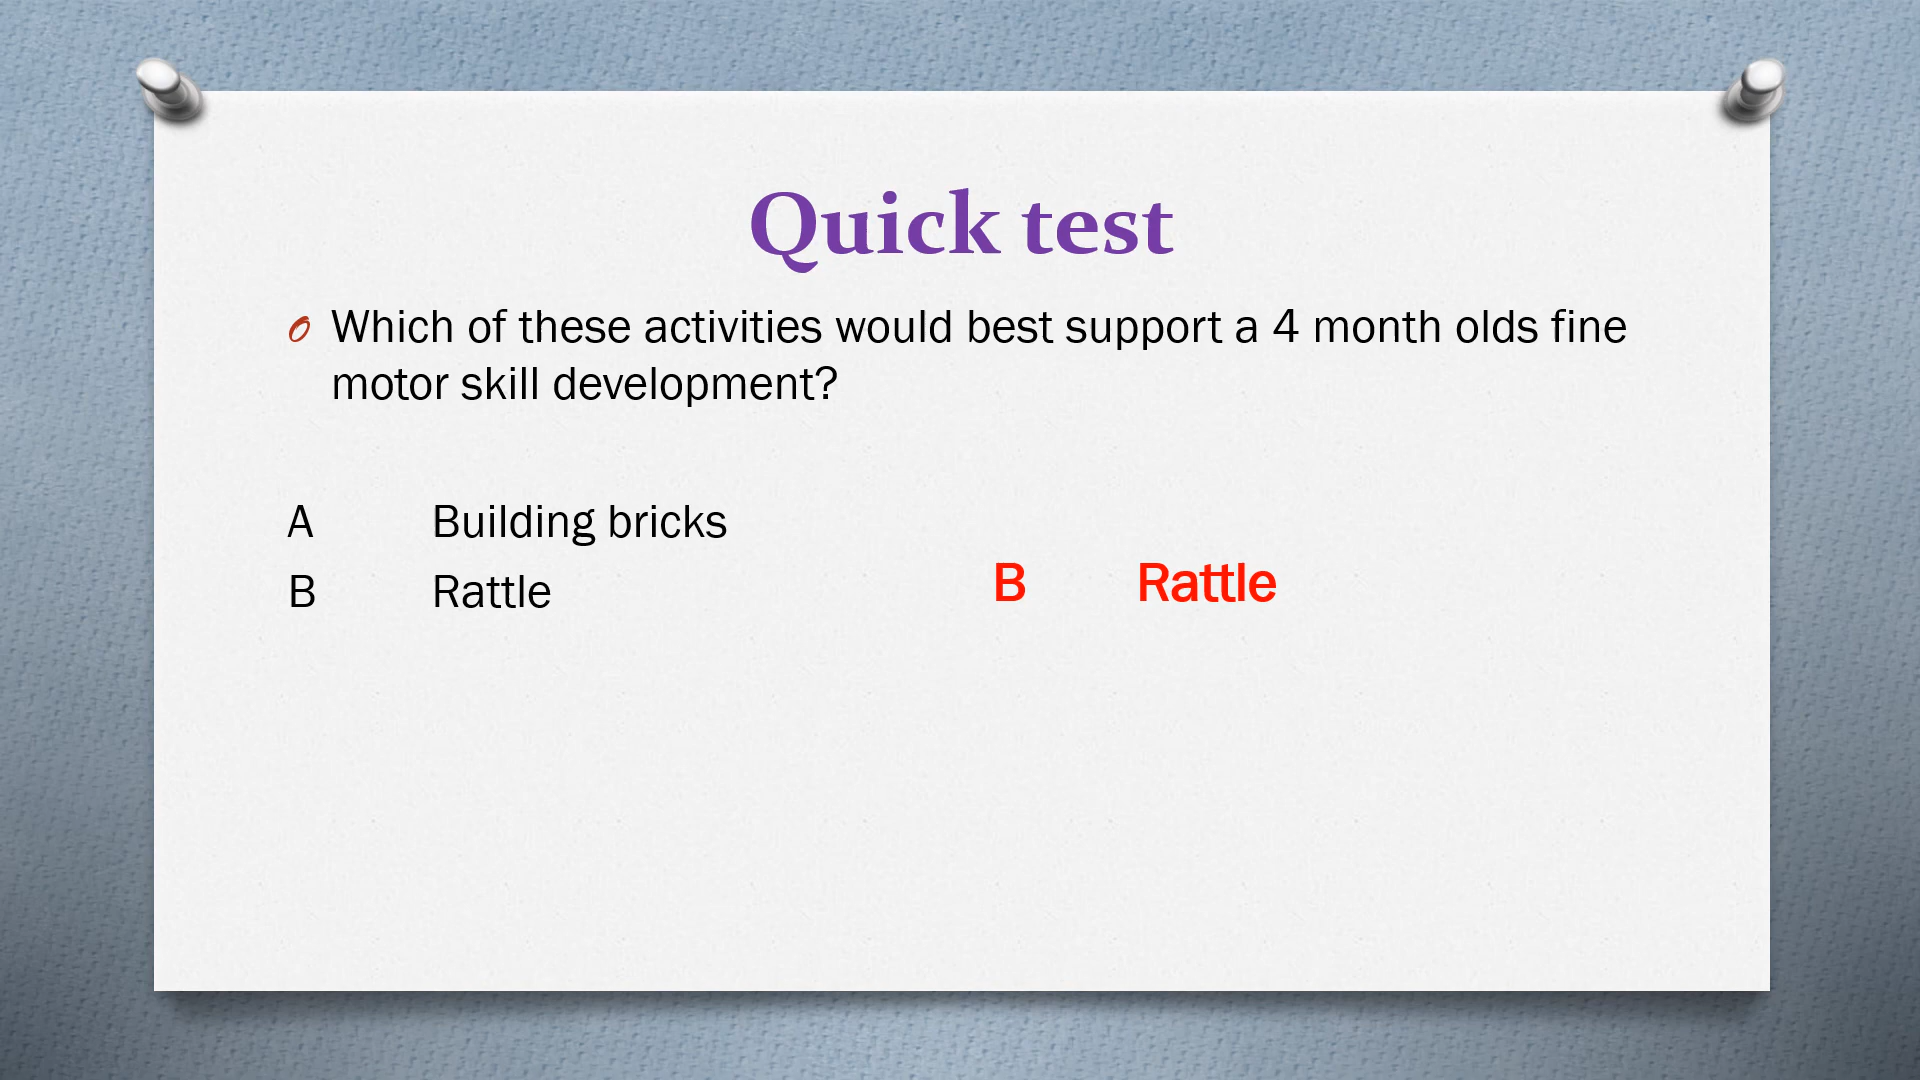 Quick test
Which of these activities would best support a 4 month olds fine
motor skill development?
A Building bricks
B Rattle
B Rattle